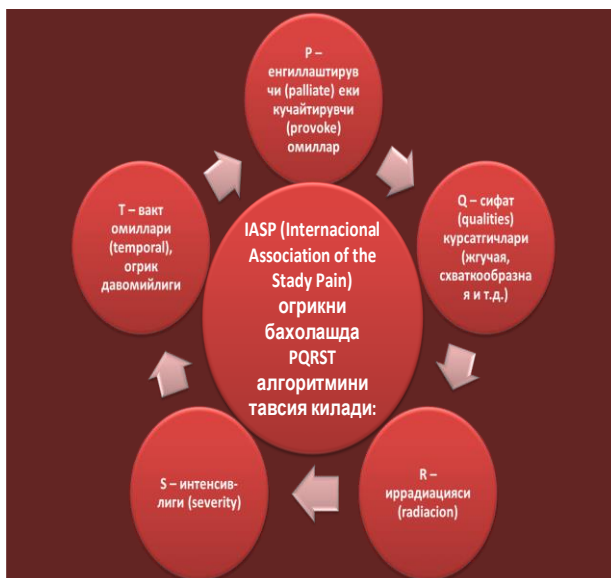 P –
енгиллаштирув
чи (palliate) еки
кучайтирувчи
(provoke)
омиллар
Q – сифат
(qualities)
курсатгичлари
(жгучая,
схваткообразна
я и т.д.)
R –
иррадиацияси
(radiacion)
S – интенсив-
лиги (severity)
T – вакт
омиллари
(temporal),
огрик
давомийлиги
IASP (Internacional
Association of the
Stady Pain)
огрикни
бахолашда
PQRST
алгоритмини
тавсия килади: